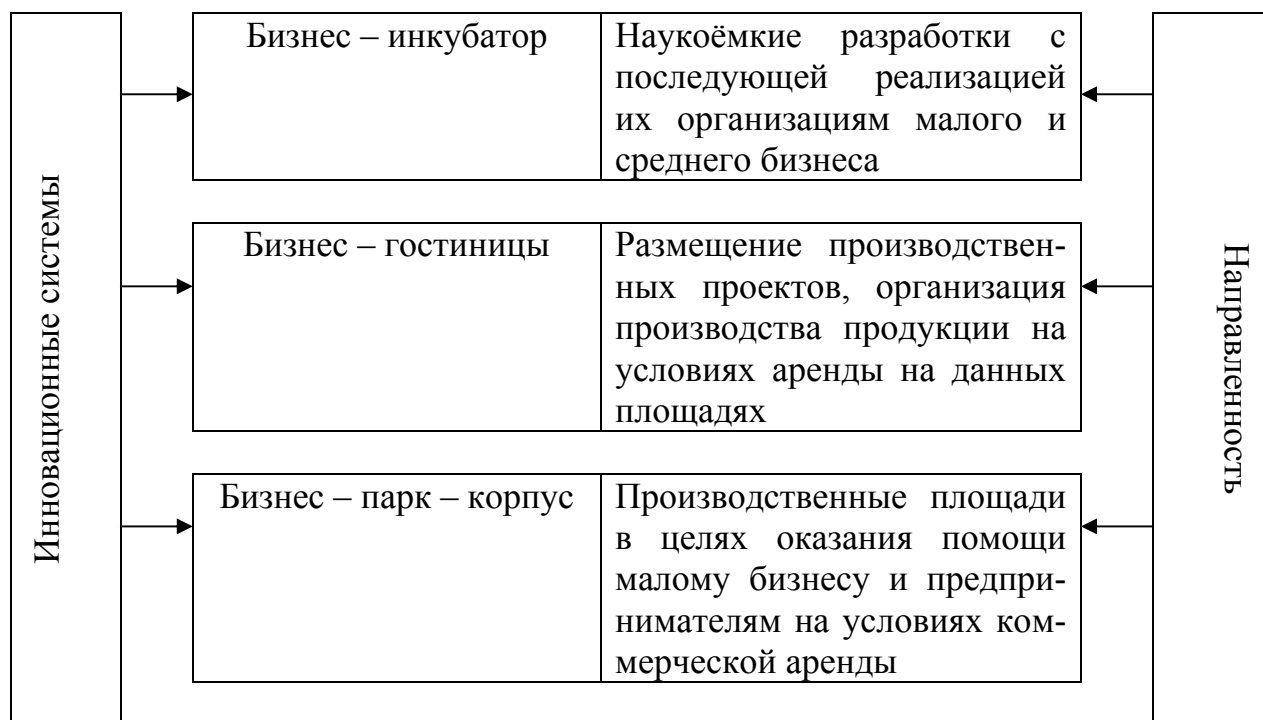 Инновационные системы
Бизнес – инкубатор
Наукоёмкие разработки с
последующей реализацией
их организациям малого и
среднего бизнеса
Бизнес – гостиницы
Размещение производствен-
ных проектов, организация
производства продукции на
условиях аренды на данных
площадях
Бизнес – парк – корпус
Производственные площади
в целях оказания помощи
малому бизнесу и предпри-
нимателям на условиях ком-
мерческой аренды
Направленность